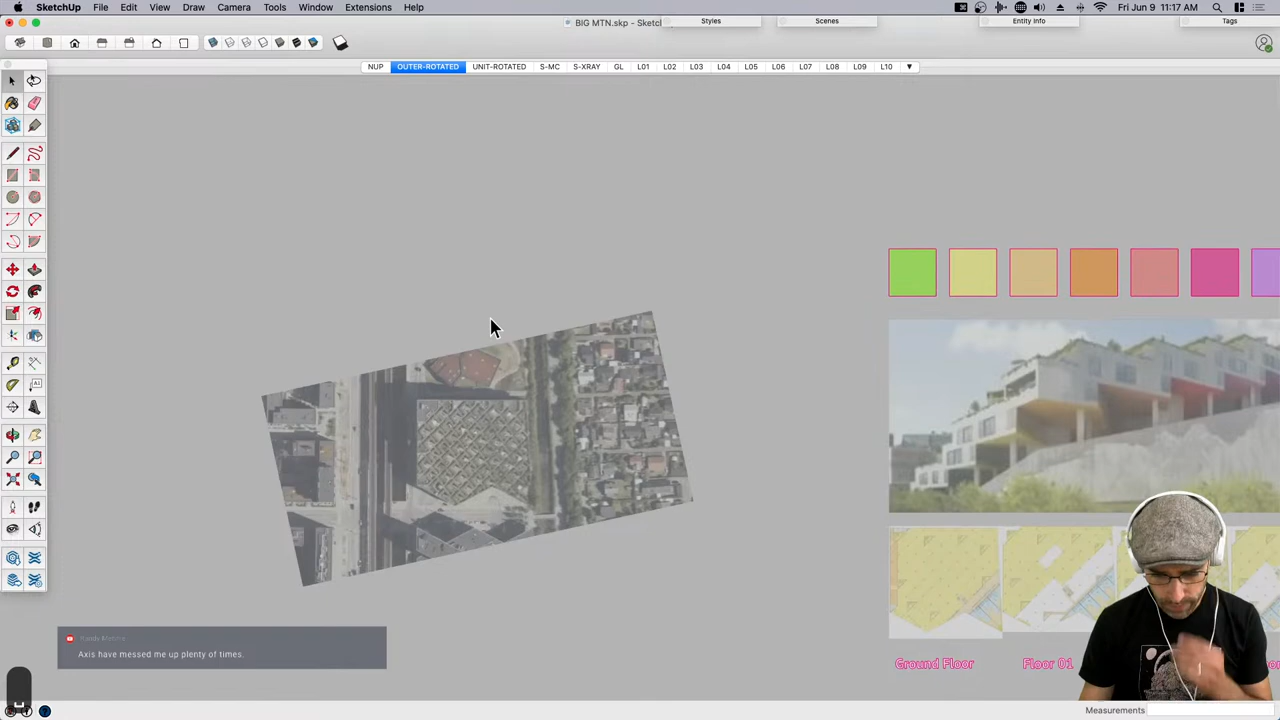 SketchUp File Edit View Draw Camera Tools Window Extensions Help
Fri Jun 9 11:17 AM
BIG MTN.skp - Sketch
Styles
Scenes
Entity Info
Tags
NUP OUTER-ROTATED UNIT-ROTATED S-MC S-XRAY GL L01 L02 L03 L04 L05 L06 L07 L08 L09 L10
A1
Axis have messed me up plenty of times.
Ground Floor
Floor 01
Measurements